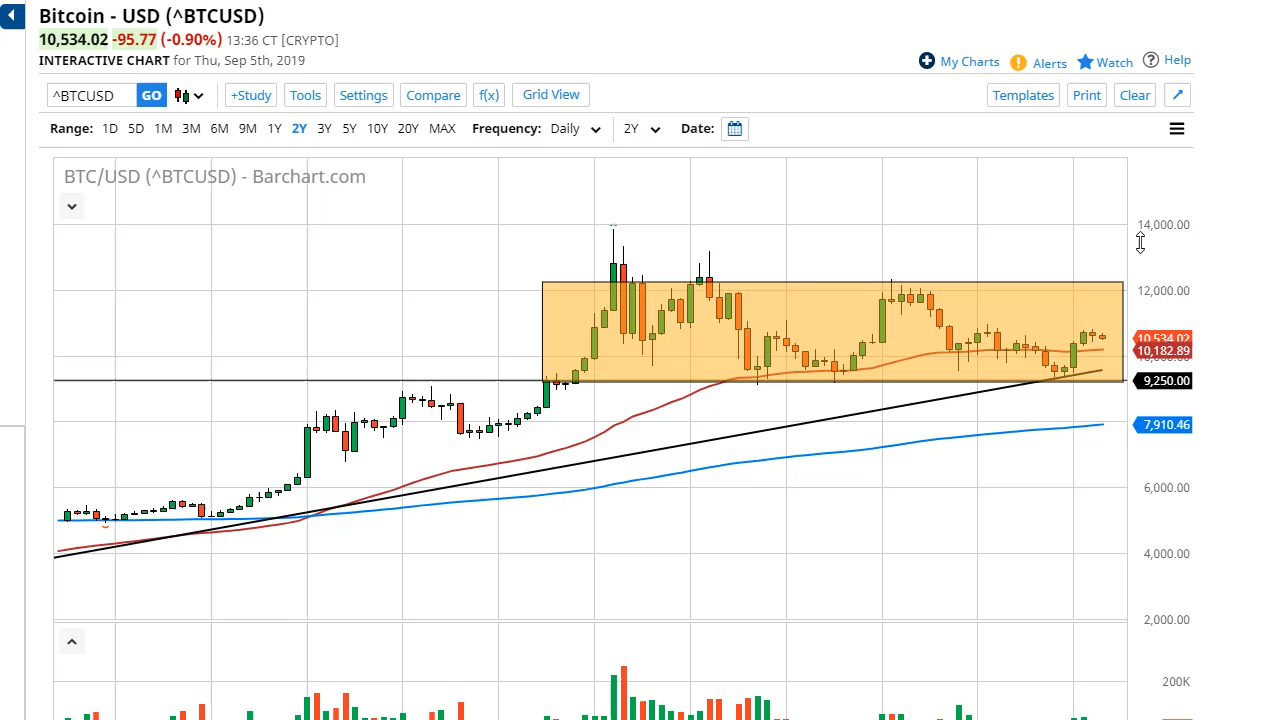 Bitcoin - USD (^BTCUSD)
10,534.02 -95.77 (-0.90%) 13:36 CT [CRYPTO]
INTERACTIVE CHART for Thu, Sep 5th, 2019
My Charts Alerts Watch Help
^BTCUSD GO +Study Tools Settings Compare f(x) Grid View Templates Print Clear
Range: 1D 5D 1M 3M 6M 9M 1Y 2Y 3Y 5Y 10Y 20Y MAX Frequency: Daily 2Y Date:
BTC/USD (^BTCUSD) - Barchart.com
14,000.00
12,000.00
10,534.02
10,182.89
9,250.00
7,910.46
6,000.00
4,000.00
2,000.00
200K